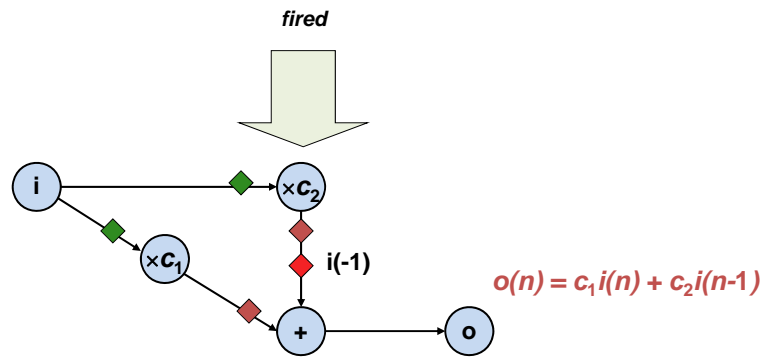 fired
i
×c₂
×c₁
i(-1)
o(n) = c₁i(n) + c₂i(n-1)
+
o